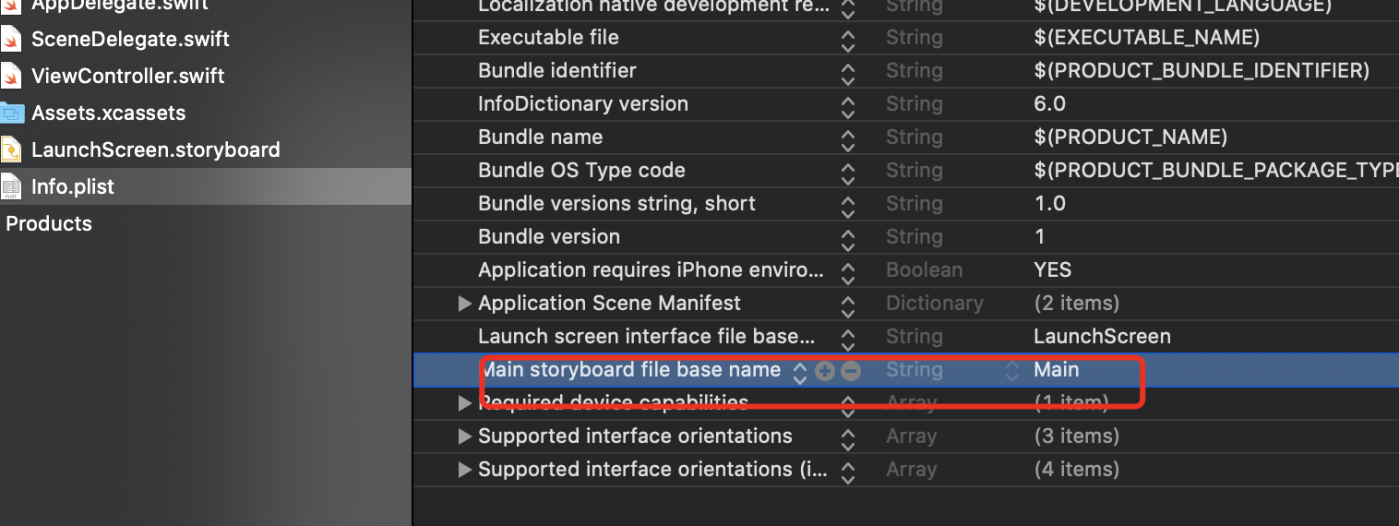 AppDelegate.swift
SceneDelegate.swift
ViewController.swift
Assets.xcassets
LaunchScreen.storyboard
Info.plist
Products
Localization native development re... String $(DEVELOPMENT_LANGUAGE)
Executable file String $(EXECUTABLE_NAME)
Bundle identifier String $(PRODUCT_BUNDLE_IDENTIFIER)
InfoDictionary version String 6.0
Bundle name String $(PRODUCT_NAME)
Bundle OS Type code String $(PRODUCT_BUNDLE_PACKAGE_TYPE
Bundle versions string, short String 1.0
Bundle version String 1
Application requires iPhone enviro... Boolean YES
Application Scene Manifest Dictionary (2 items)
Launch screen interface file base... String LaunchScreen
Main storyboard file base name String Main
Required device capabilities Array (1 item)
Supported interface orientations Array (3 items)
Supported interface orientations (i... Array (4 items)